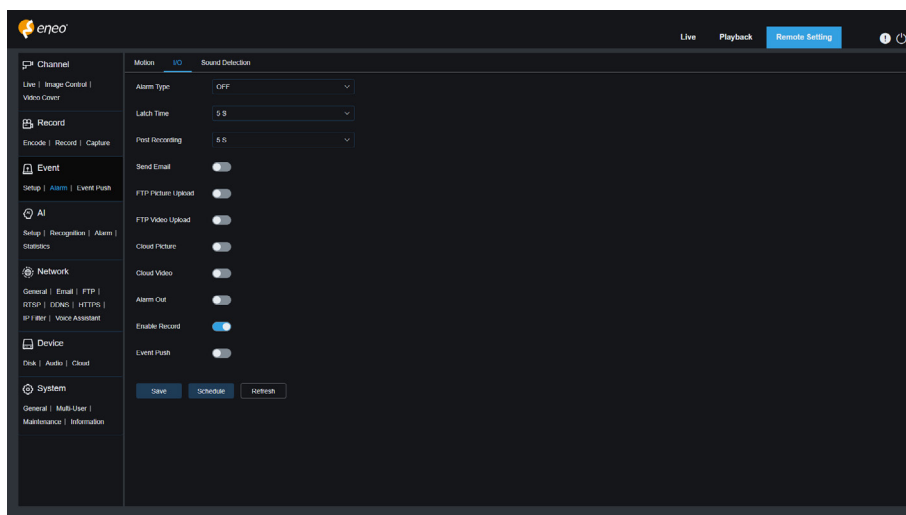 eneo
Live Playback Remote Setting
Channel
Live | Image Control |
Video Cover
Record
Encode | Record | Capture
Event
Setup | Alarm | Event Push
AI
Setup | Recognition | Alarm |
Statistics
Network
General | Email | FTP |
RTSP | DDNS | HTTPS |
IP Filter | Voice Assistant
Device
Disk | Audio | Cloud
System
General | Multi-User |
Maintenance | Information
Motion I/O Sound Detection
Alarm Type OFF
Latch Time 5 S
Post Recording 5 S
Send Email
FTP Picture Upload
FTP Video Upload
Cloud Picture
Cloud Video
Alarm Out
Enable Record
Event Push
Save Schedule Refresh